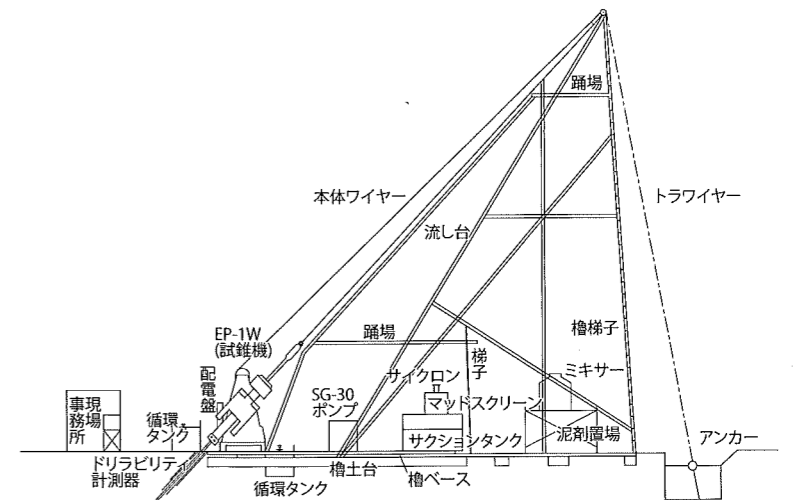 踊場
本体ワイヤー
トラワイヤー
流し台
櫓梯子
EP-1W
(試錐機)
踊場
梯子
配電盤
サイクロン
ミキサー
現場
事務所
循環
タンク
SG-30
ポンプ
マッドスクリーン
サクションタンク
泥剤置場
アンカー
ドリラビリティ
計測器
循環タンク
櫓土台
櫓ベース